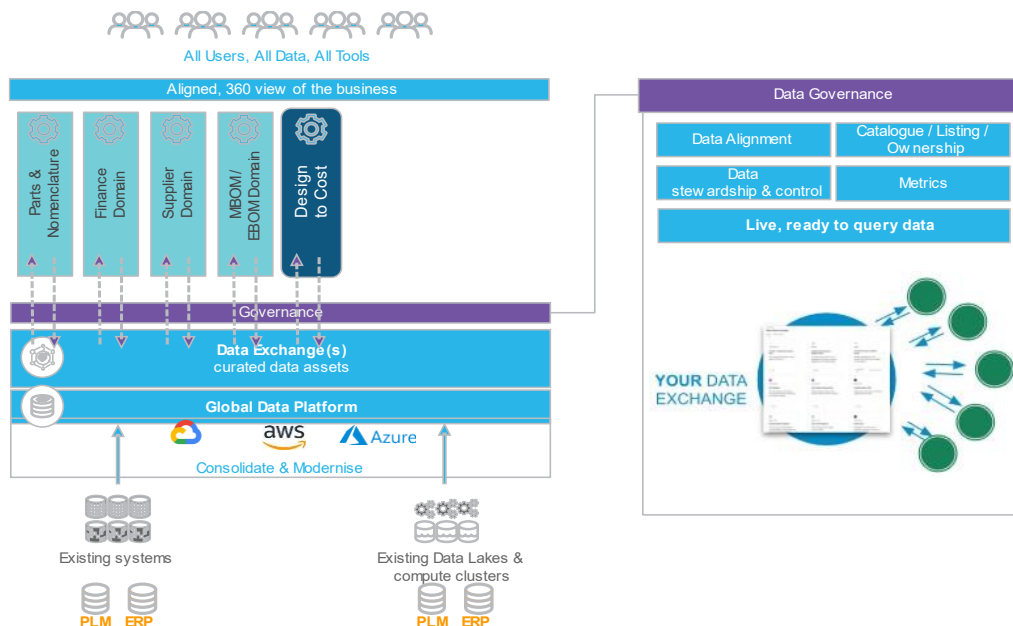 All Users, All Data, All Tools
Aligned, 360 view of the business
Parts &
Nomenclature
Finance
Domain
Supplier
Domain
MBOM /
EBOM Domain
Design
to Cost
Governance
Data Exchange(s)
curated data assets
Global Data Platform
aws
Azure
Consolidate & Modernise
Existing systems
Existing Data Lakes &
compute clusters
PLM
ERP
PLM
ERP
Data Governance
Data Alignment
Catalogue / Listing /
Ownership
Data
stewardship & control
Metrics
Live, ready to query data
YOUR DATA
EXCHANGE